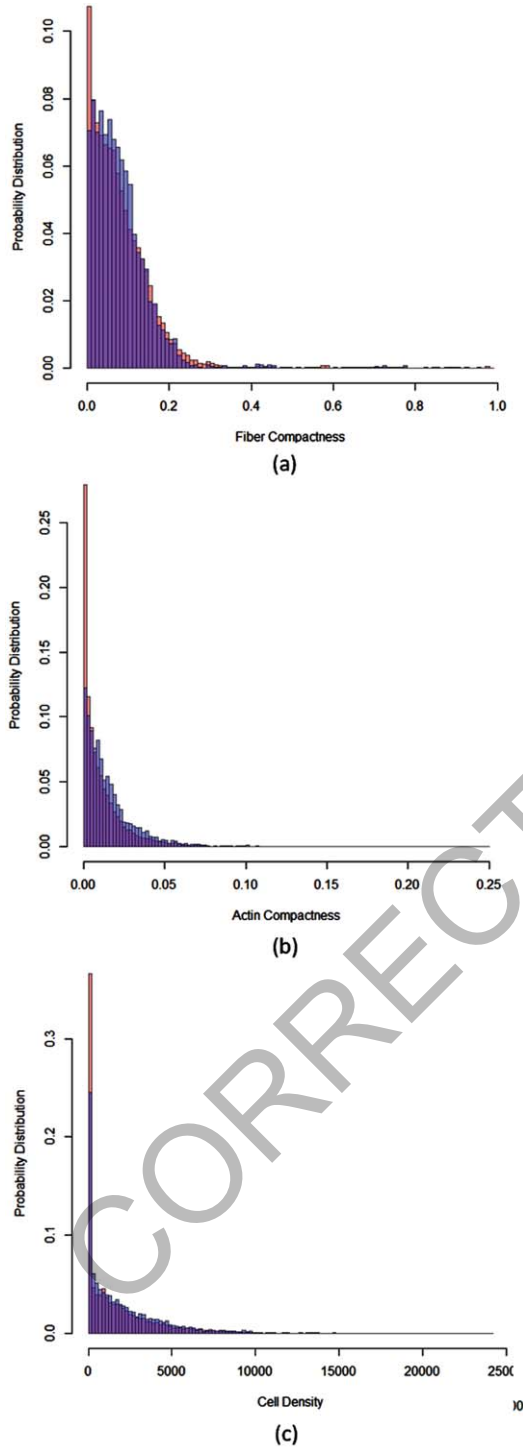 0.10
0.08
0.06
0.04
0.02
0.00
Probability Distribution
0.0 0.2 0.4 0.6 0.8 1.0
Fiber Compactness
(a)
0.25
0.20
0.15
0.10
0.05
0.00
Probability Distribution
0.00 0.05 0.10 0.15 0.20 0.25
Actin Compactness
(b)
0.3
0.2
0.1
0.0
Probability Distribution
0 5000 10000 15000 20000 2500
00
Cell Density
(c)
CORRECT